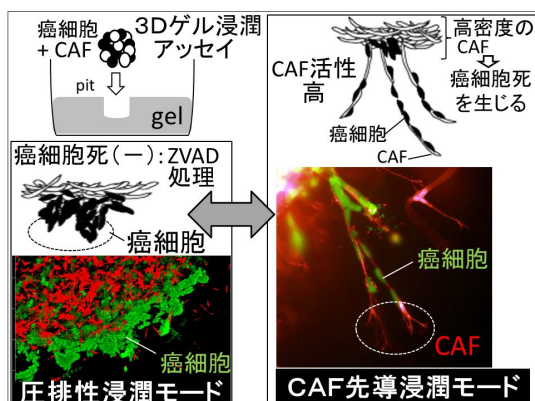 癌細胞
+ CAF
3Dゲル浸潤
アッセイ
pit
gel
癌細胞死(－):ZVAD
処理
癌細胞
癌細胞
圧排性浸潤モード
高密度の
CAF
癌細胞死
を生じる
CAF活性
高
癌細胞
CAF
癌細胞
CAF
CAF先導浸潤モード